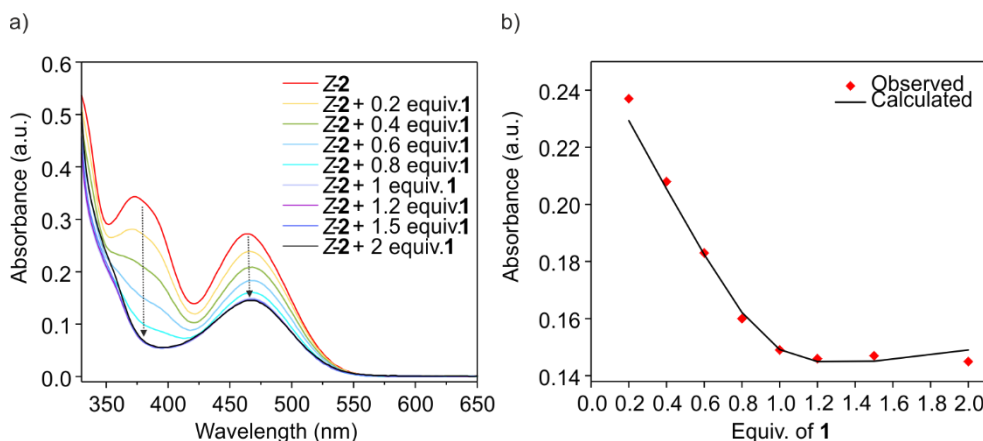 a)
0.6
0.5
0.4
0.3
0.2
0.1
0.0
Absorbance (a.u.)
350
400
450
500
550
600
650
Wavelength (nm)
Z-2
Z-2 + 0.2 equiv.1
Z-2 + 0.4 equiv.1
Z-2 + 0.6 equiv.1
Z-2 + 0.8 equiv.1
Z-2 + 1 equiv.1
Z-2 + 1.2 equiv.1
Z-2 + 1.5 equiv.1
Z-2 + 2 equiv.1
b)
0.24
0.22
0.20
0.18
0.16
0.14
Absorbance (a.u.)
0.0
0.2
0.4
0.6
0.8
1.0
1.2
1.4
1.6
1.8
2.0
Equiv. of 1
Observed
Calculated